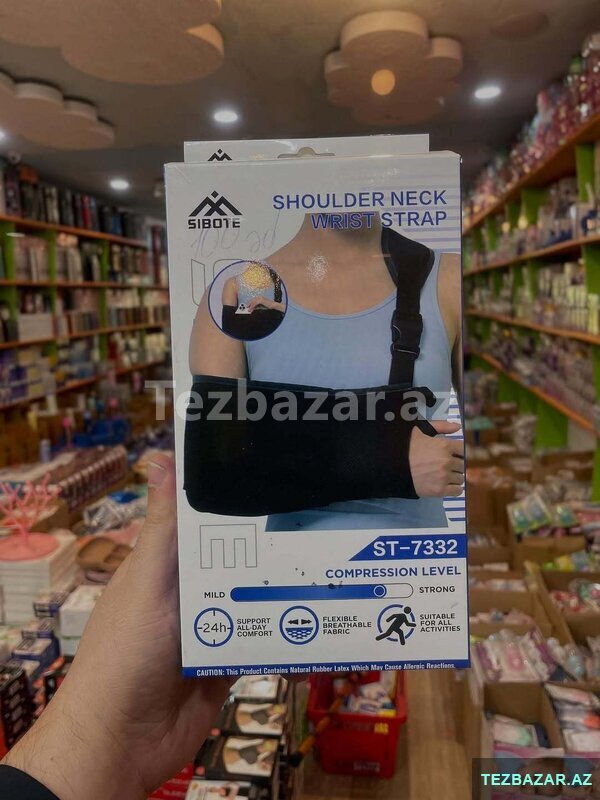 SIBOTE
SHOULDER NECK
WRIST STRAP
Tezbazar.az
ST-7332
COMPRESSION LEVEL
MILD
STRONG
24h
SUPPORT
ALL-DAY
COMFORT
FLEXIBLE
BREATHABLE
FABRIC
SUITABLE
FOR ALL
ACTIVITIES
CAUTION: This Product Contains Natural Rubber Latex Which May Cause Allergic Reactions.
TEZBAZAR.AZ